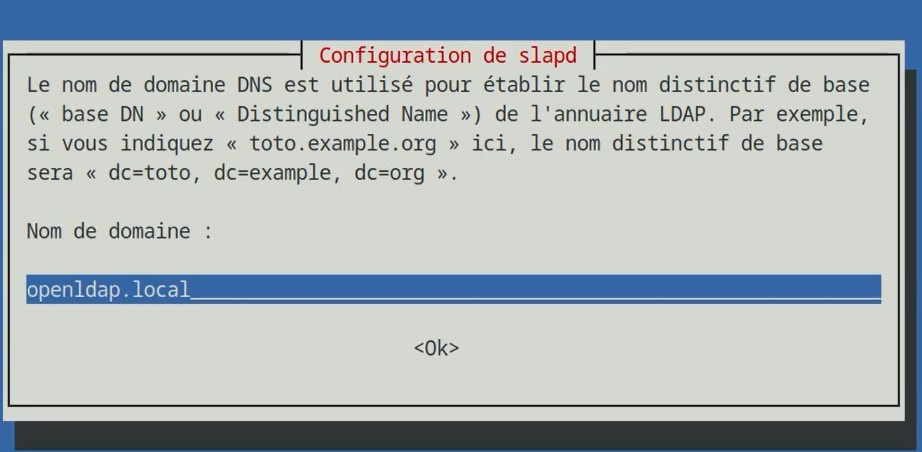 Configuration de slapd
Le nom de domaine DNS est utilisé pour établir le nom distinctif de base
(« base DN » ou « Distinguished Name ») de l'annuaire LDAP. Par exemple,
si vous indiquez « toto.example.org » ici, le nom distinctif de base
sera « dc=toto, dc=example, dc=org ».
Nom de domaine :
openldap.local
<Ok>